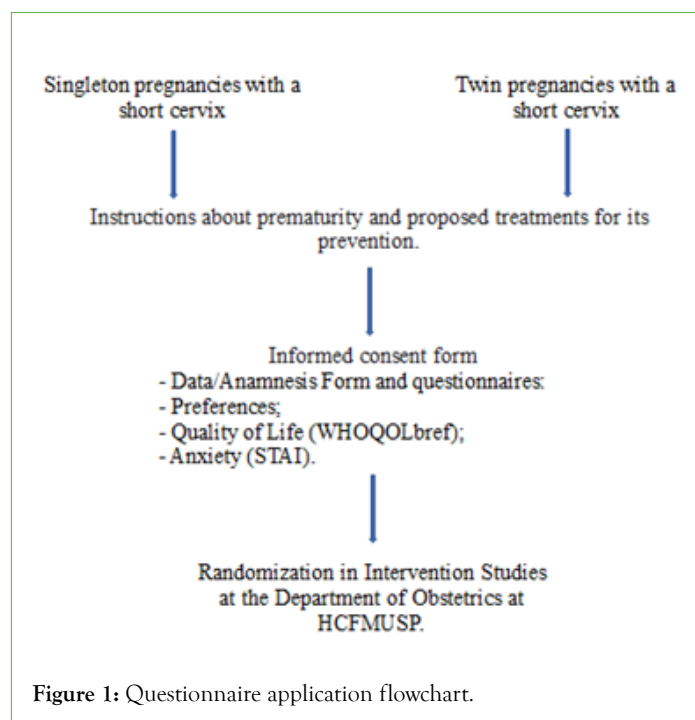 Singleton pregnancies with a
short cervix
Twin pregnancies with a
short cervix
Instructions about prematurity and proposed treatments for its
prevention.
Informed consent form
- Data/Anamnesis Form and questionnaires:
- Preferences;
- Quality of Life (WHOQOLbref);
- Anxiety (STAI).
Randomization in Intervention Studies
at the Department of Obstetrics at
HCFMUSP.
Figure 1: Questionnaire application flowchart.